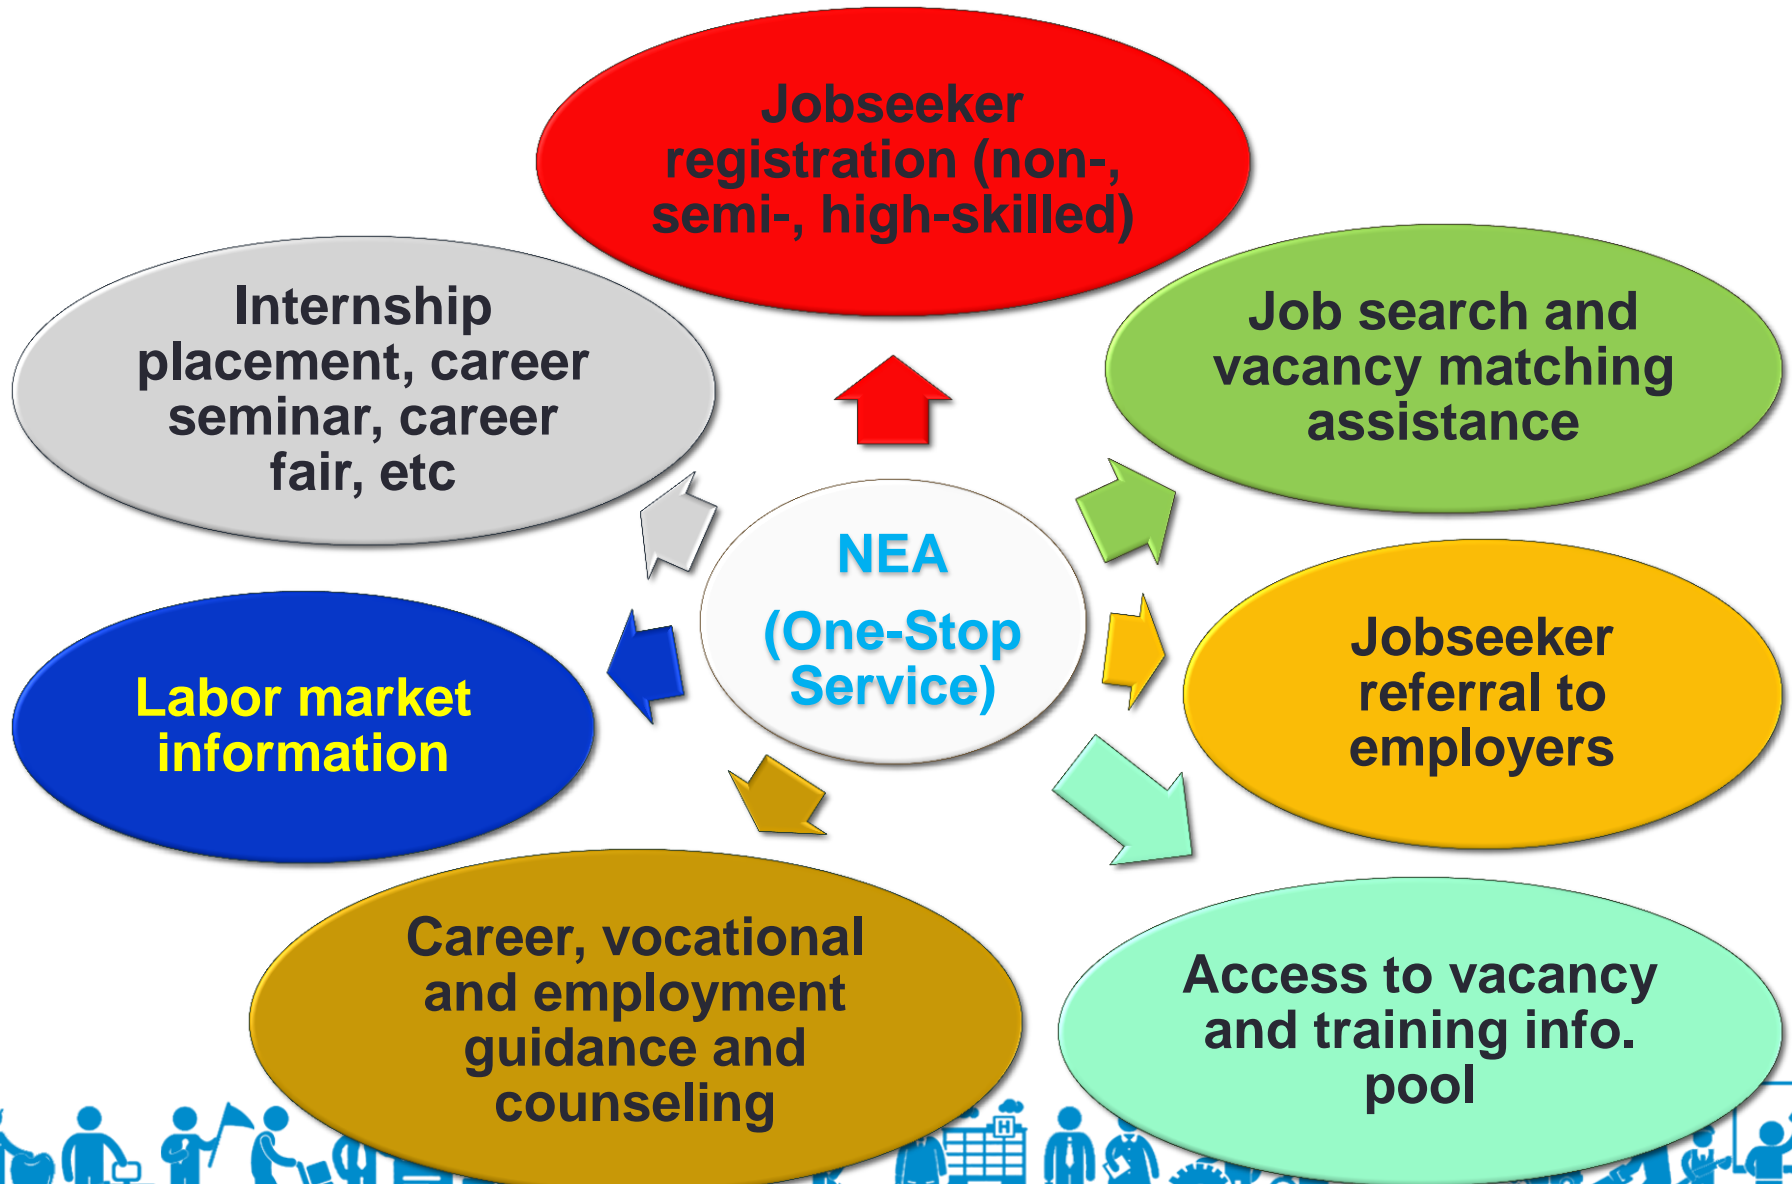 Jobseeker
registration (non-,
semi-, high-skilled)
Internship
placement, career
seminar, career
fair, etc
Job search and
vacancy matching
assistance
NEA
(One-Stop
Service)
Labor market
information
Jobseeker
referral to
employers
Career, vocational
and employment
guidance and
counseling
Access to vacancy
and training info.
pool
H